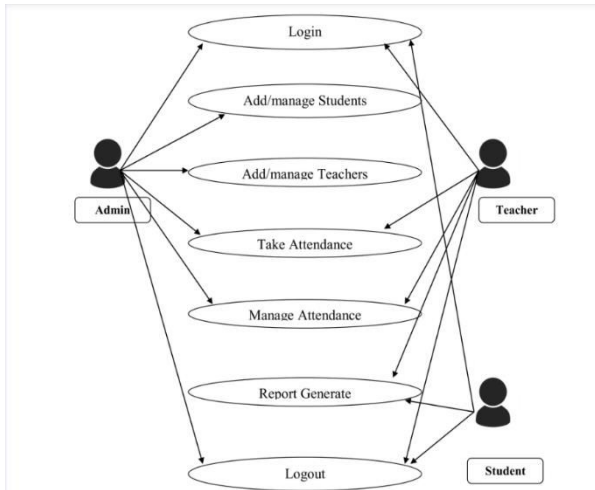 Login
Add/manage Students
Add/manage Teachers
Admin
Teacher
Take Attendance
Manage Attendance
Report Generate
Student
Logout